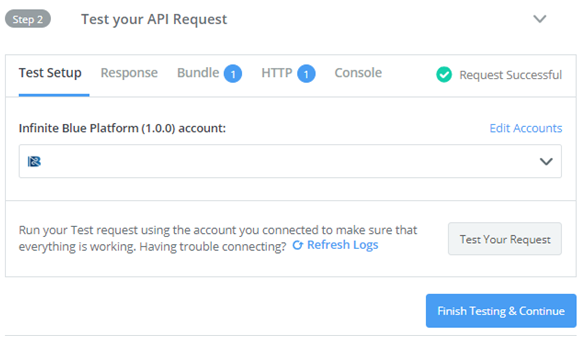 Step 2 Test your API Request
Test Setup Response Bundle 1 HTTP 1 Console Request Successful
Infinite Blue Platform (1.0.0) account: Edit Accounts
Run your Test request using the account you connected to make sure that
everything is working. Having trouble connecting? Refresh Logs
Test Your Request
Finish Testing & Continue